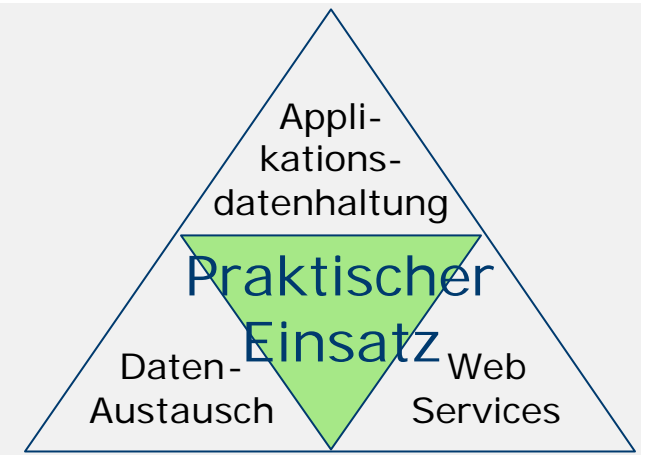 Appli-
kations-
datenhaltung
Praktischer
Einsatz
Daten-
Austausch
Web
Services